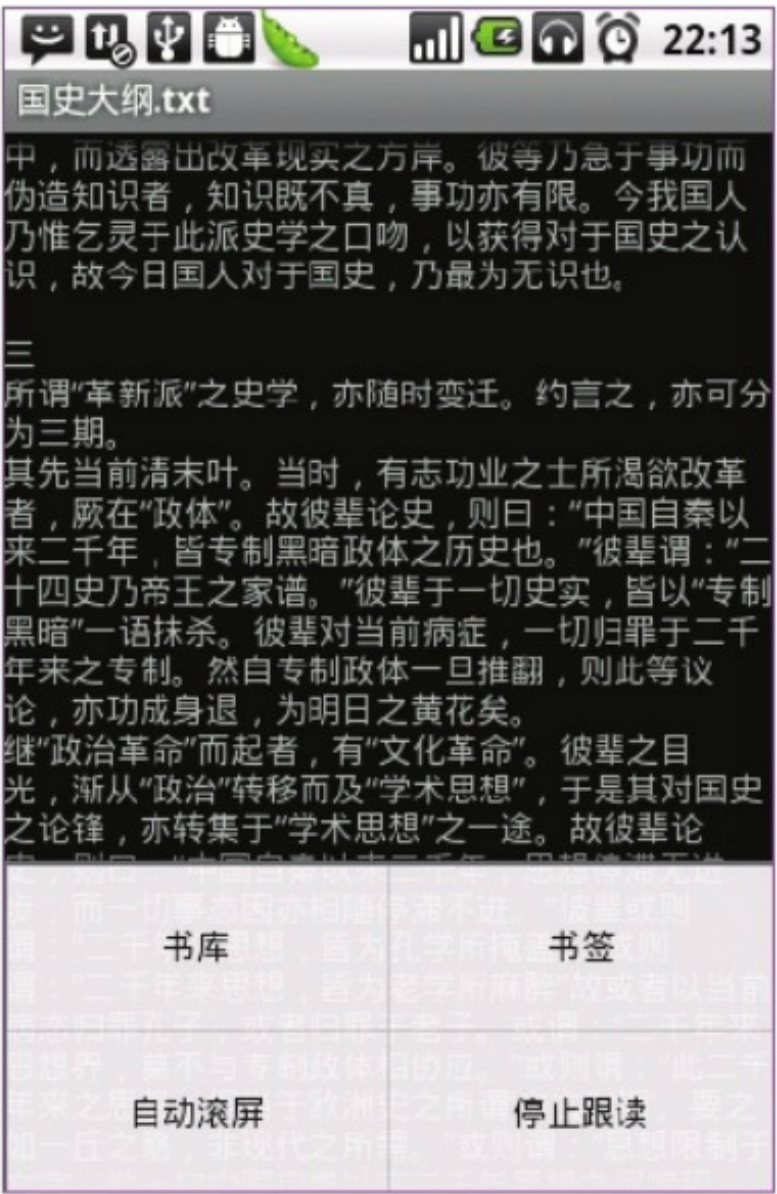 22:13
国史大纲.txt
中，而透露出改革现实之方岸。彼等乃急于事功而
伪造知识者，知识既不真，事功亦有限。今我国人
乃惟乞灵于此派史学之口吻，以获得对于国史之认
识，故今日国人对于国史，乃最为无识也。
三
所谓“革新派”之史学，亦随时变迁。约言之，亦可分
为三期。
其先当前清末叶。当时，有志功业之士所渴欲改革
者，厥在“政体”。故彼辈论史，则曰：“中国自秦以
来二千年，皆专制黑暗政体之历史也。”彼辈谓：“二
十四史乃帝王之家谱。”彼辈于一切史实，皆以“专制
黑暗”一语抹杀。彼辈对当前病症，一切归罪于二千
年来之专制。然自专制政体一旦推翻，则此等议
论，亦功成身退，为明日之黄花矣。
继“政治革命”而起者，有“文化革命”。彼辈之目
光，渐从“政治”转移而及“学术思想”，于是其对国史
之论锋，亦转集于“学术思想”之一途。故彼辈论
书库 书签
自动滚屏 停止跟读